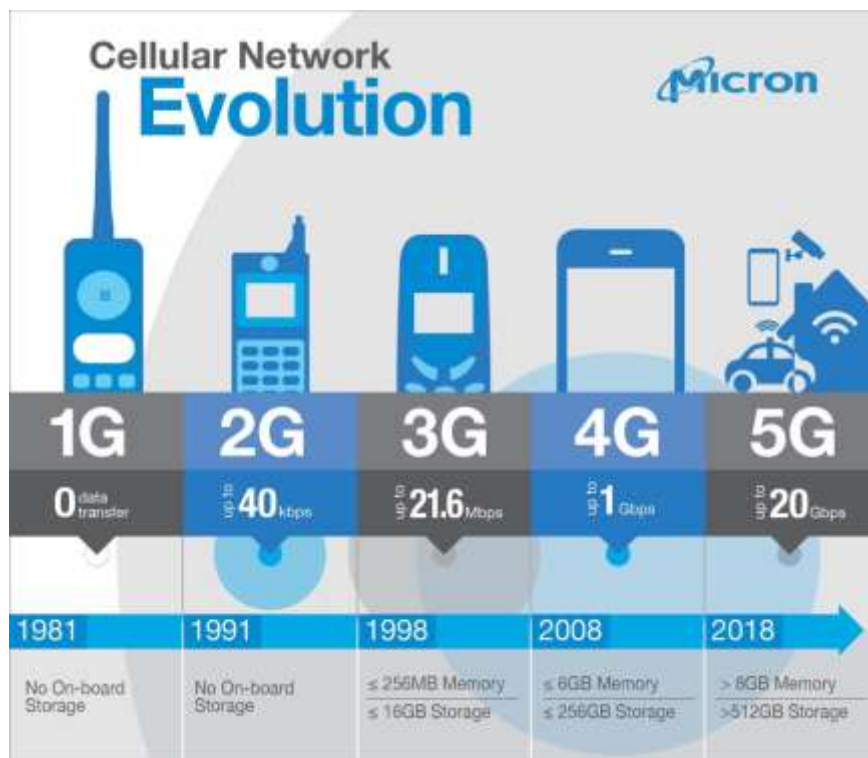 Cellular Network
Evolution
Micron
1G
2G
3G
4G
5G
0 data transfer
up to 40 kbps
up to 21.6 Mbps
up to 1 Gbps
up to 20 Gbps
1981
1991
1998
2008
2018
No On-board
Storage
No On-board
Storage
≤ 256MB Memory
≤ 16GB Storage
≤ 6GB Memory
≤ 256GB Storage
> 8GB Memory
>512GB Storage